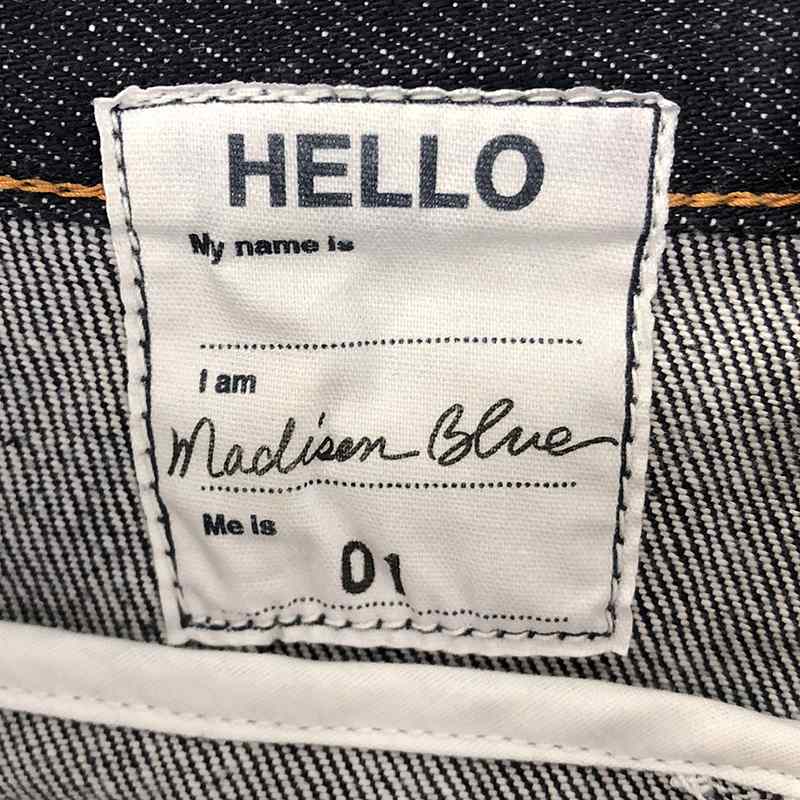 HELLO
My name is
I am
Madison Blue
Me is
01